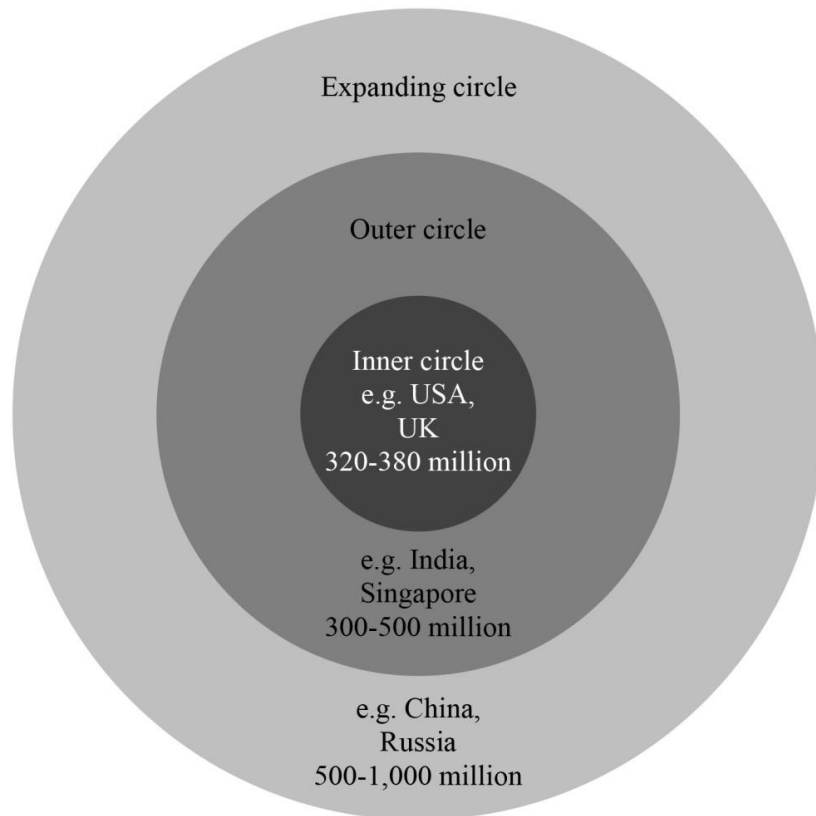 Expanding circle
Outer circle
Inner circle
e.g. USA,
UK
320-380 million
e.g. India,
Singapore
300-500 million
e.g. China,
Russia
500-1,000 million